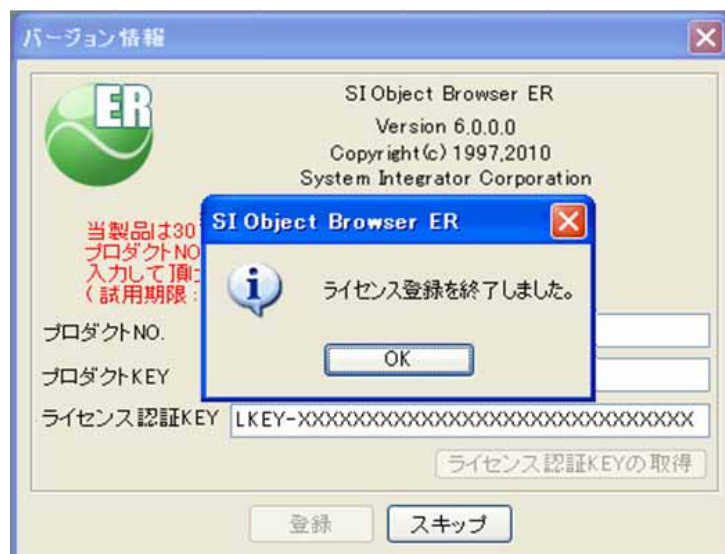 バージョン情報
ER
SI Object Browser ER
Version 6.0.0.0
Copyright(c) 1997,2010
System Integrator Corporation
当製品は30
プロダクトNO
入力して頂
(試用期限:
SI Object Browser ER
ライセンス登録を終了しました。
OK
プロダクトNO.
プロダクトKEY
ライセンス認証KEY LKEY-XXXXXXXXXXXXXXXXXXXXXXXXXXXXXX
ライセンス認証KEYの取得
登録 スキップ